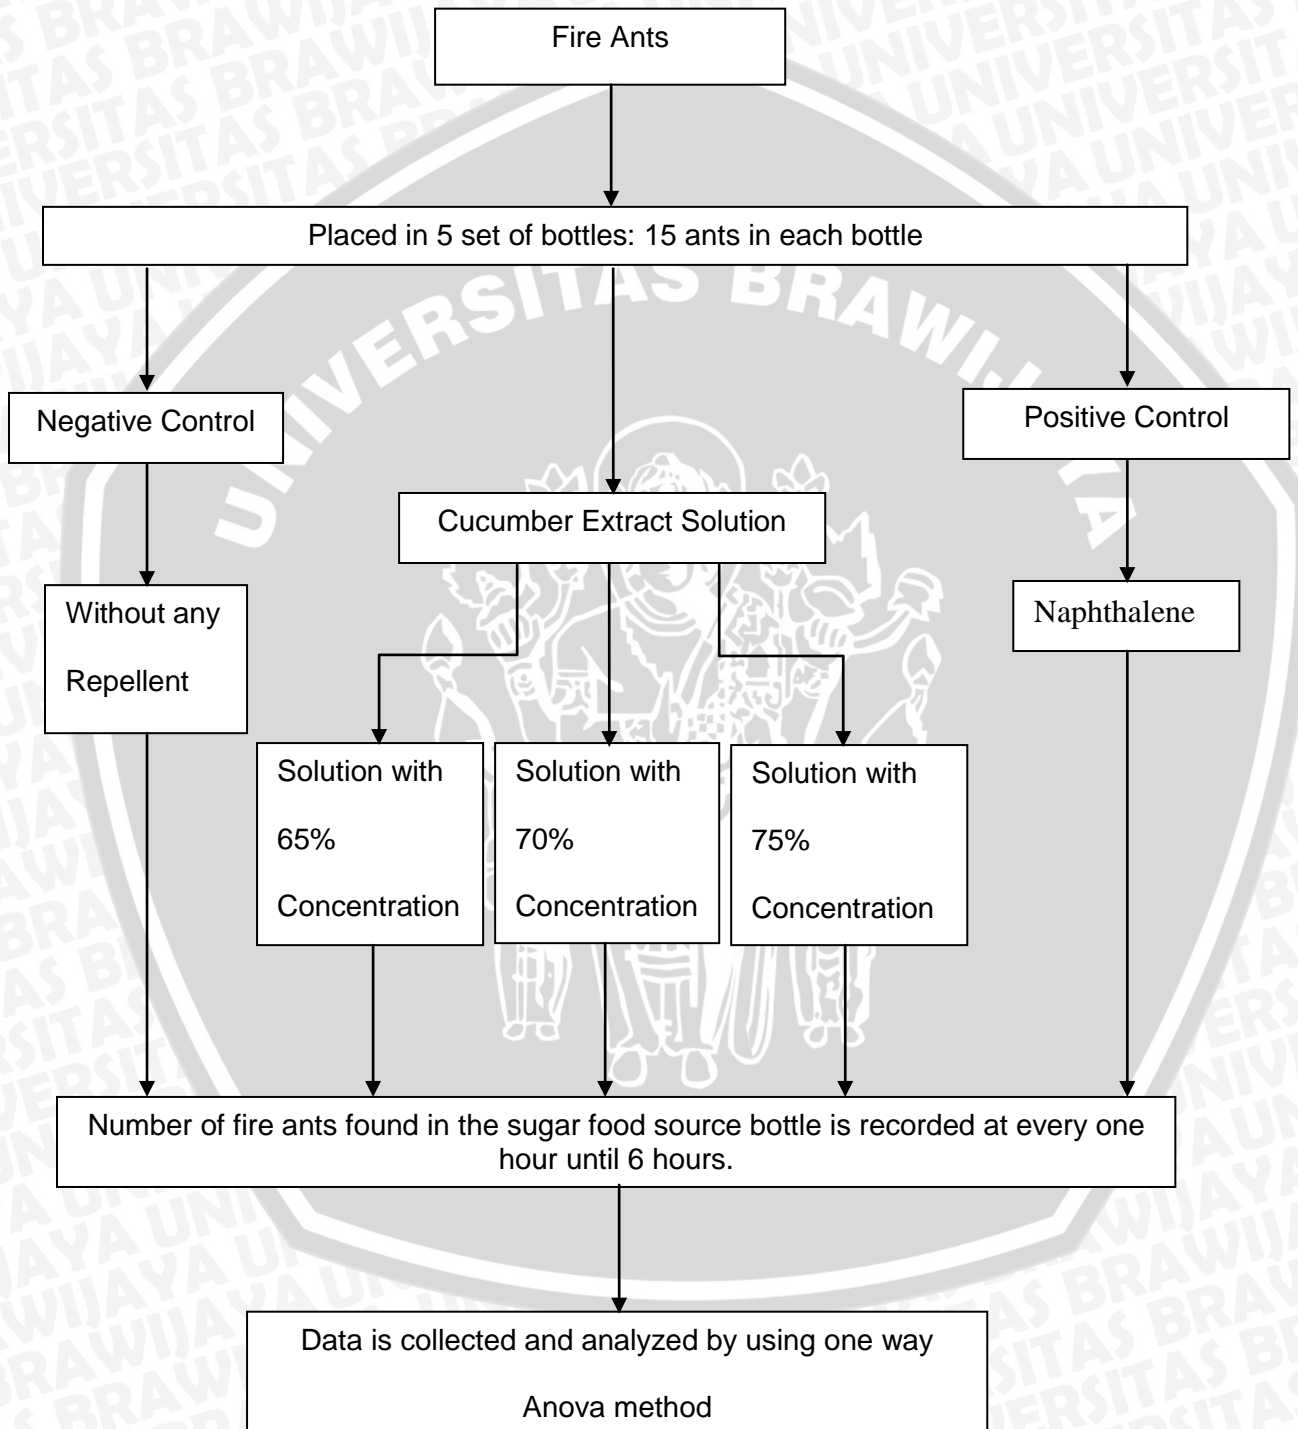 Fire Ants
Placed in 5 set of bottles: 15 ants in each bottle
UNIVERSITAS BRAWIJAYA
Negative Control
Positive Control
Cucumber Extract Solution
Without any
Repellent
Naphthalene
Solution with
65%
Concentration
Solution with
70%
Concentration
Solution with
75%
Concentration
Number of fire ants found in the sugar food source bottle is recorded at every one
hour until 6 hours.
Data is collected and analyzed by using one way
Anova method